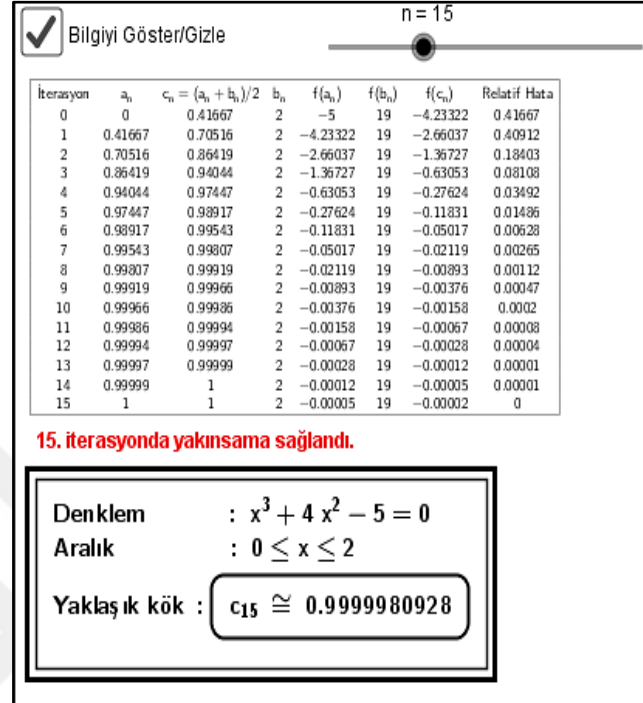 n = 15
Bilgiyi Göster/Gizle
İterasyon aₙ cₙ = (aₙ + bₙ)/2 bₙ f(aₙ) f(bₙ) f(cₙ) Relatif Hata
0 0 0.41667 2 −5 19 −4.23322 0.41667
1 0.41667 0.70516 2 −4.23322 19 −2.66037 0.40912
2 0.70516 0.86419 2 −2.66037 19 −1.36727 0.18403
3 0.86419 0.94044 2 −1.36727 19 −0.63053 0.08108
4 0.94044 0.97447 2 −0.63053 19 −0.27624 0.03492
5 0.97447 0.98917 2 −0.27624 19 −0.11831 0.01486
6 0.98917 0.99543 2 −0.11831 19 −0.05017 0.00628
7 0.99543 0.99807 2 −0.05017 19 −0.02119 0.00265
8 0.99807 0.99919 2 −0.02119 19 −0.00893 0.00112
9 0.99919 0.99966 2 −0.00893 19 −0.00376 0.00047
10 0.99966 0.99986 2 −0.00376 19 −0.00158 0.0002
11 0.99986 0.99994 2 −0.00158 19 −0.00067 0.00008
12 0.99994 0.99997 2 −0.00067 19 −0.00028 0.00004
13 0.99997 0.99999 2 −0.00028 19 −0.00012 0.00001
14 0.99999 1 2 −0.00012 19 −0.00005 0.00001
15 1 1 2 −0.00005 19 −0.00002 0
15. iterasyonda yakınsama sağlandı.
Denklem : x³ + 4 x² − 5 = 0
Aralık : 0 ≤ x ≤ 2
Yaklaşık kök : c₁₅ ≅ 0.9999980928